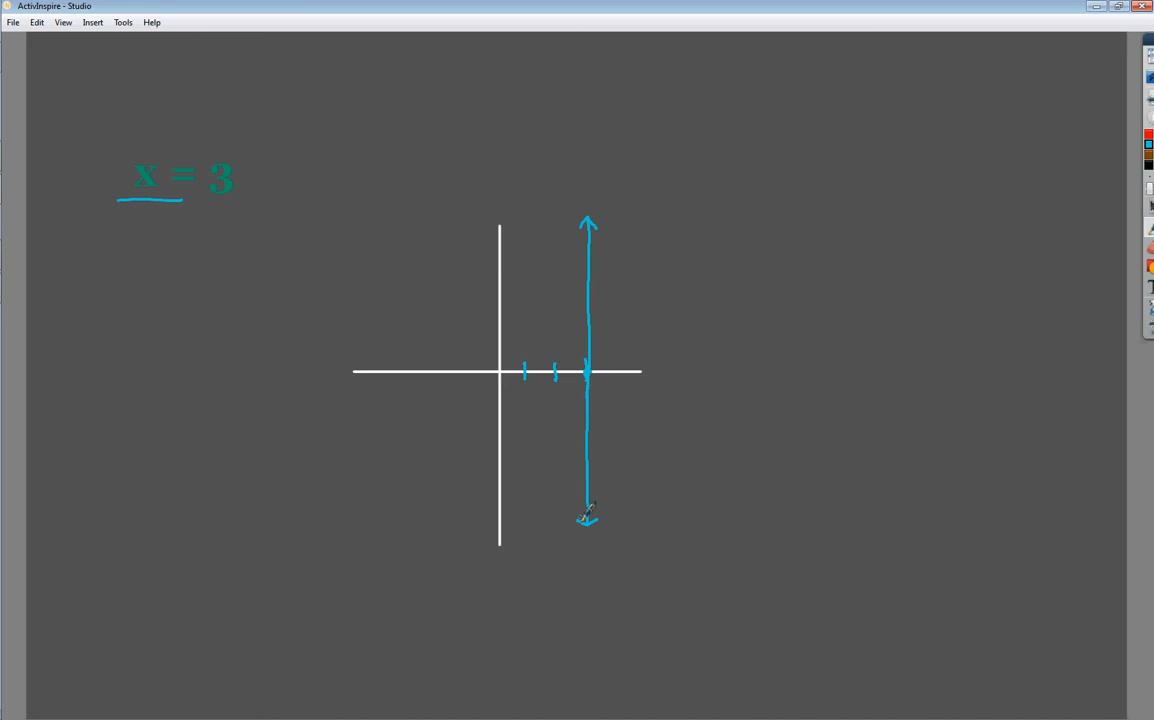 ActivInspire - Studio
File Edit View Insert Tools Help
x = 3